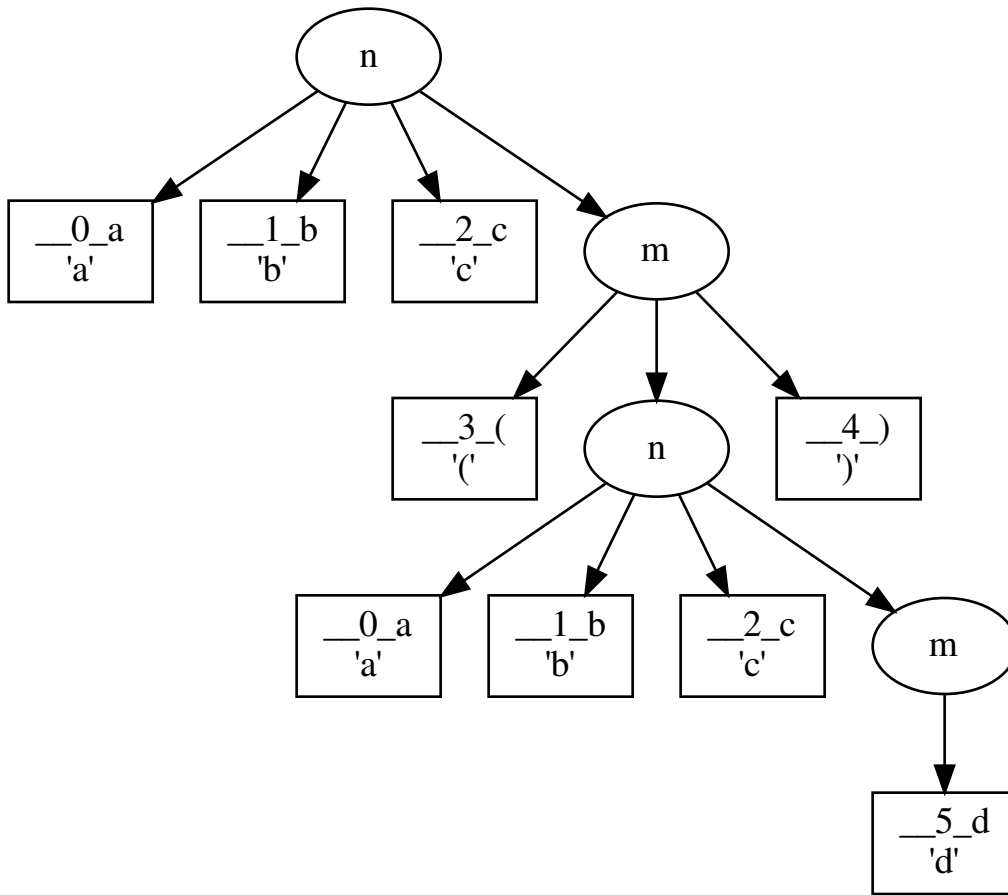 n
__0_a
'a'
__1_b
'b'
__2_c
'c'
m
__3_(
'('
n
__4_)
')'
__0_a
'a'
__1_b
'b'
__2_c
'c'
m
__5_d
'd'